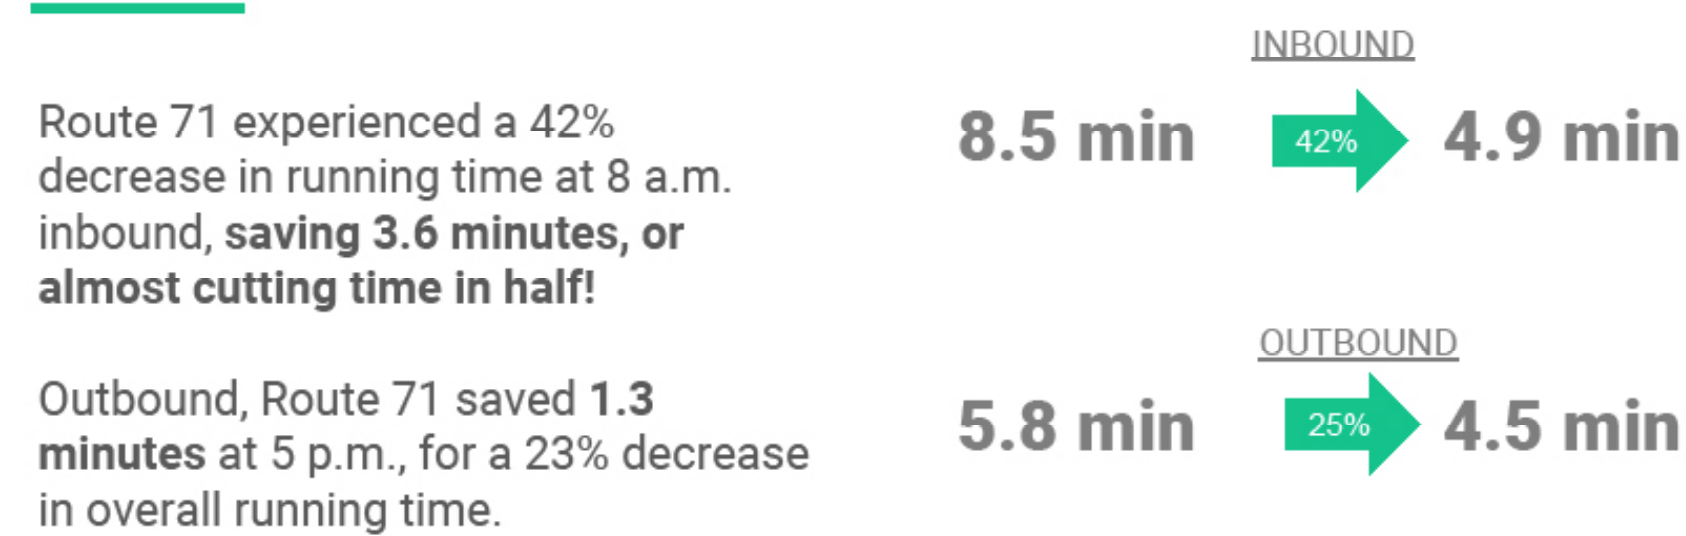 Route 71 experienced a 42%
decrease in running time at 8 a.m.
inbound, saving 3.6 minutes, or
almost cutting time in half!
Outbound, Route 71 saved 1.3
minutes at 5 p.m., for a 23% decrease
in overall running time.
INBOUND
8.5 min 42% 4.9 min
OUTBOUND
5.8 min 25% 4.5 min